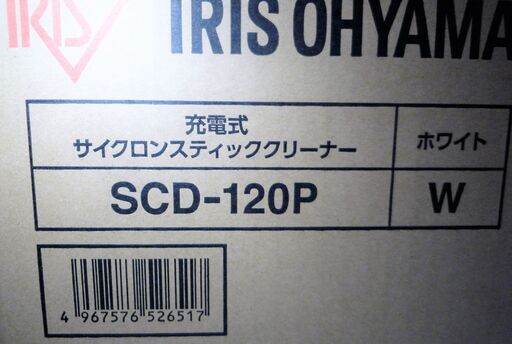 IRIS
IRIS OHYAMA
充電式
サイクロンスティッククリーナー
ホワイト
SCD-120P
W
4 967576 526517